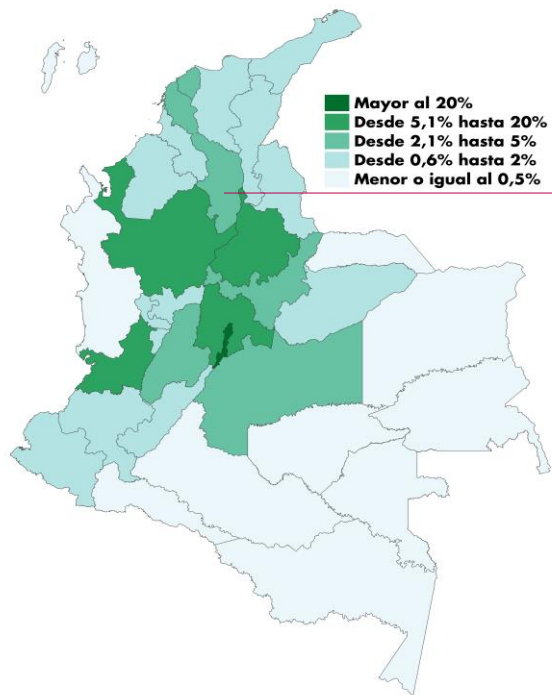 Mayor al 20%
Desde 5,1% hasta 20%
Desde 2,1% hasta 5%
Desde 0,6% hasta 2%
Menor o igual al 0,5%